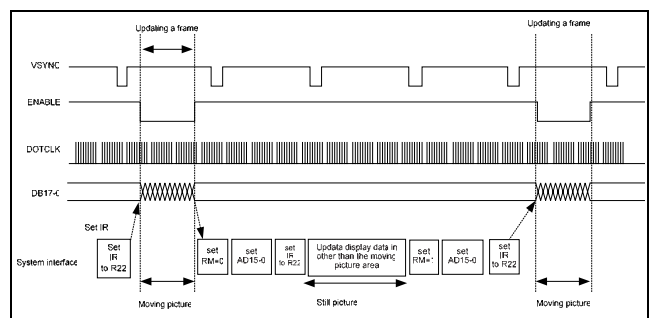 Updating a frame
Updating a frame
VSYNC
ENABLE
DOTCLK
DB17-0
Set IR
System interface
Set
IR
to R22
set
RM=0
set
AD15-0
set
IR
to R22
Updata display data in
other than the moving
picture area
set
RM=1
set
AD15-0
set
IR
to R22
Moving picture
Still picture
Moving picture